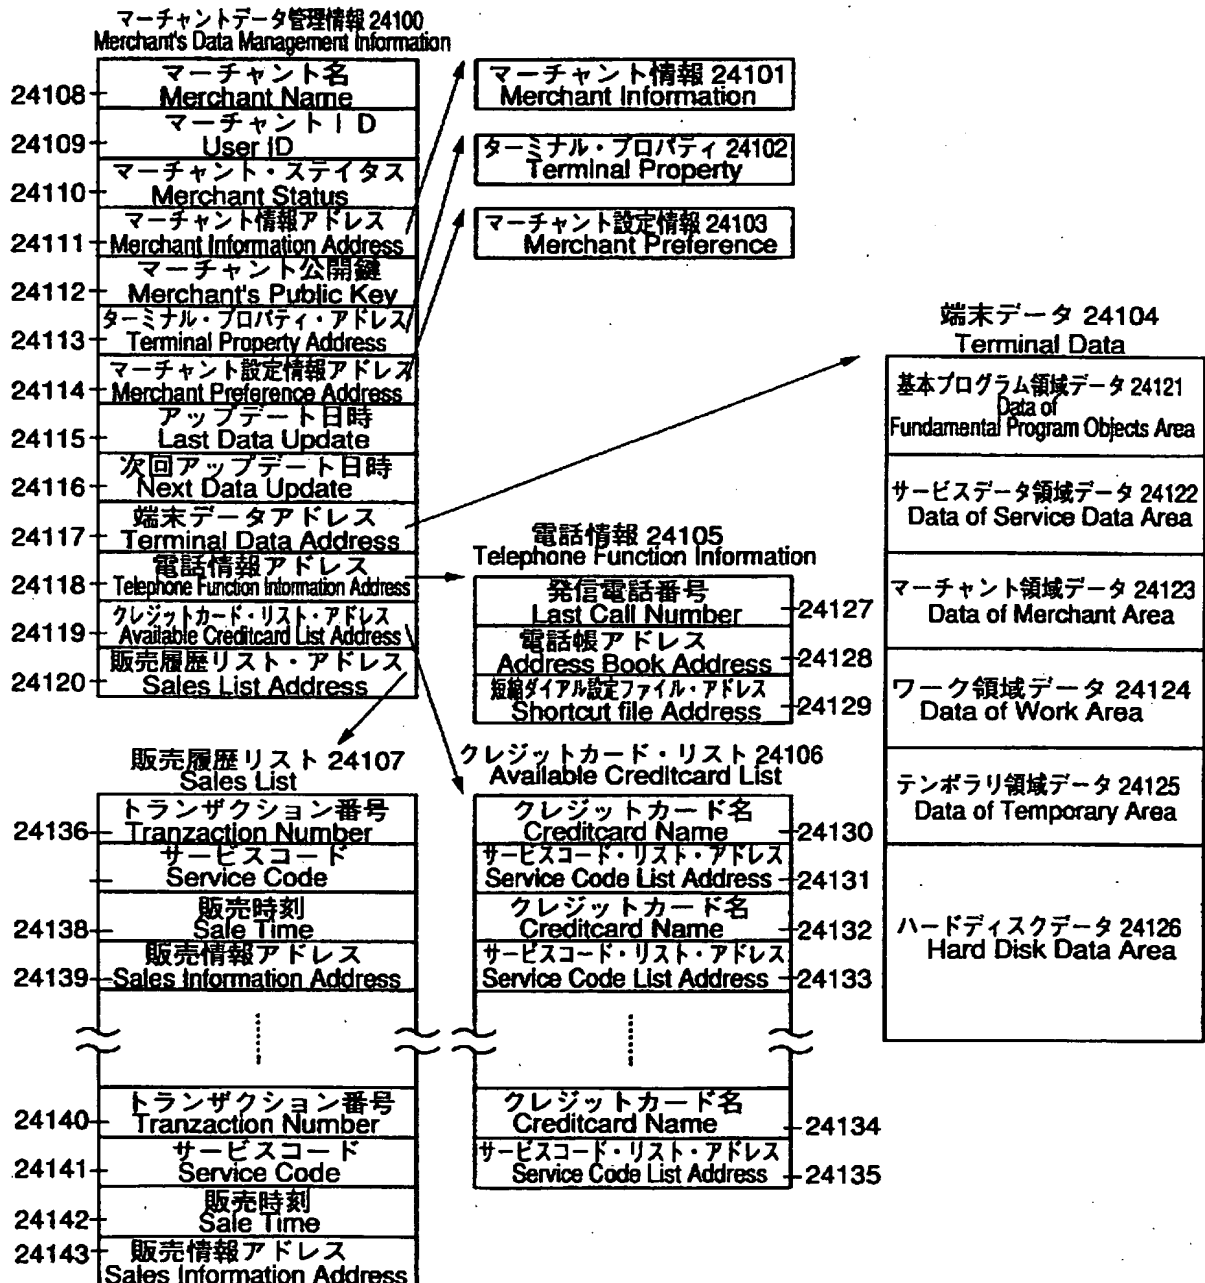 マーチャントデータ管理情報 24100
Merchant's Data Management Information
マーチャント名
Merchant Name
24108
マーチャントID
User ID
24109
マーチャント・ステイタス
Merchant Status
24110
マーチャント情報アドレス
Merchant Information Address
24111
マーチャント公開鍵
Merchant's Public Key
24112
ターミナル・プロパティ・アドレス
Terminal Property Address
24113
マーチャント設定情報アドレス
Merchant Preference Address
24114
アップデート日時
Last Data Update
24115
次回アップデート日時
Next Data Update
24116
端末データアドレス
Terminal Data Address
24117
電話情報アドレス
Telephone Function Information Address
24118
クレジットカード・リスト・アドレス
Available Creditcard List Address
24119
販売履歴リスト・アドレス
Sales List Address
24120
マーチャント情報 24101
Merchant Information
ターミナル・プロパティ 24102
Terminal Property
マーチャント設定情報 24103
Merchant Preference
端末データ 24104
Terminal Data
基本プログラム領域データ 24121
Data of
Fundamental Program Objects Area
サービスデータ領域データ 24122
Data of Service Data Area
マーチャント領域データ 24123
Data of Merchant Area
ワーク領域データ 24124
Data of Work Area
テンポラリ領域データ 24125
Data of Temporary Area
ハードディスクデータ 24126
Hard Disk Data Area
電話情報 24105
Telephone Function Information
発信電話番号
Last Call Number
24127
電話帳アドレス
Address Book Address
24128
短縮ダイアル設定ファイル・アドレス
Shortcut file Address
24129
クレジットカード・リスト 24106
Available Creditcard List
クレジットカード名
Creditcard Name
24130
サービスコード・リスト・アドレス
Service Code List Address
24131
クレジットカード名
Creditcard Name
24132
サービスコード・リスト・アドレス
Service Code List Address
24133
クレジットカード名
Creditcard Name
24134
サービスコード・リスト・アドレス
Service Code List Address
24135
販売履歴リスト 24107
Sales List
トランザクション番号
Tranzaction Number
24136
サービスコード
Service Code
販売時刻
Sale Time
24138
販売情報アドレス
Sales Information Address
24139
トランザクション番号
Tranzaction Number
24140
サービスコード
Service Code
24141
販売時刻
Sale Time
24142
販売情報アドレス
Sales Information Address
24143